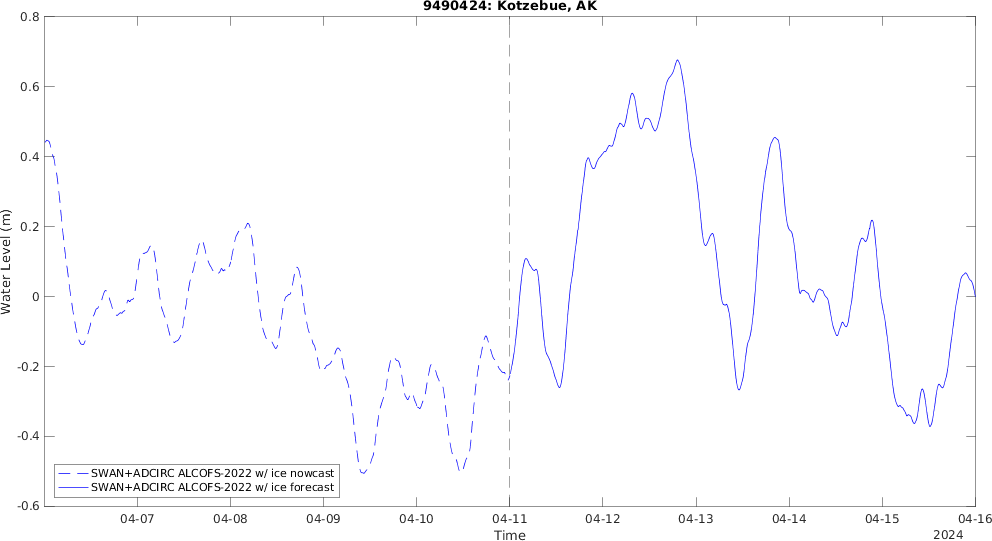 9490424: Kotzebue, AK
0.8
0.6
0.4
0.2
0
-0.2
-0.4
-0.6
Water Level (m)
SWAN+ADCIRC ALCOFS-2022 w/ ice nowcast
SWAN+ADCIRC ALCOFS-2022 w/ ice forecast
04-07 04-08 04-09 04-10 04-11 04-12 04-13 04-14 04-15 04-16
Time
2024